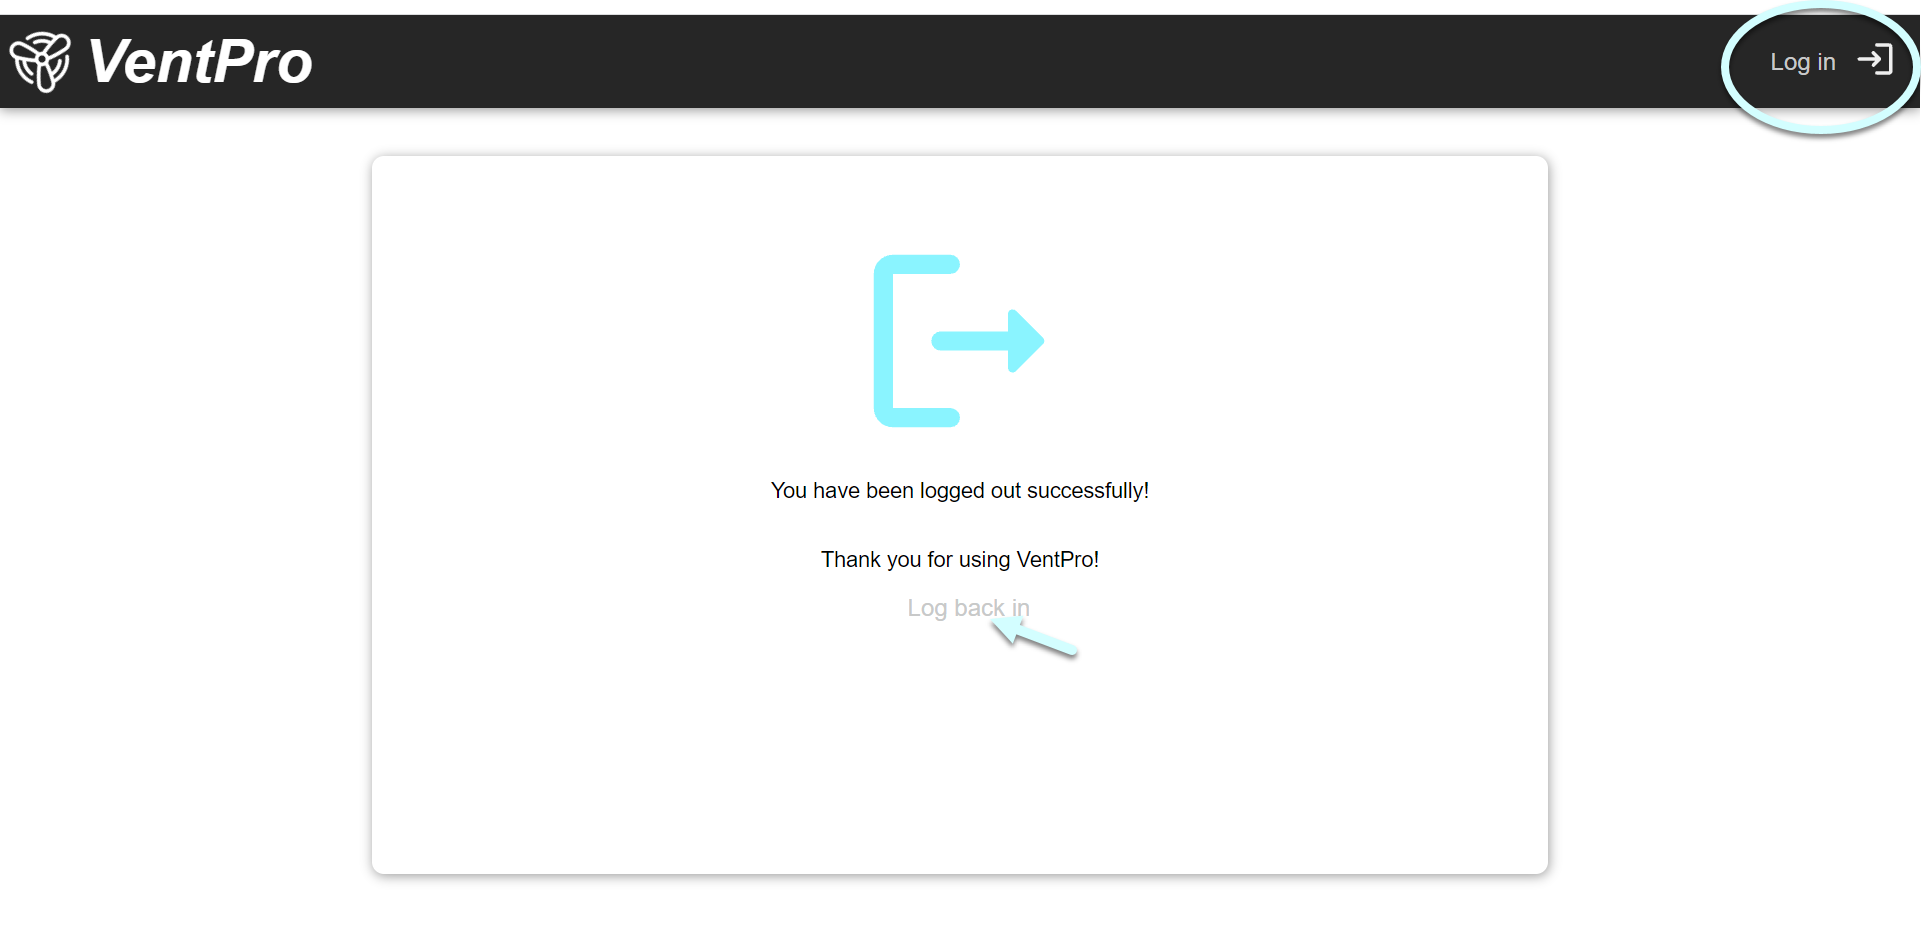 VentPro
Log in
You have been logged out successfully!
Thank you for using VentPro!
Log back in